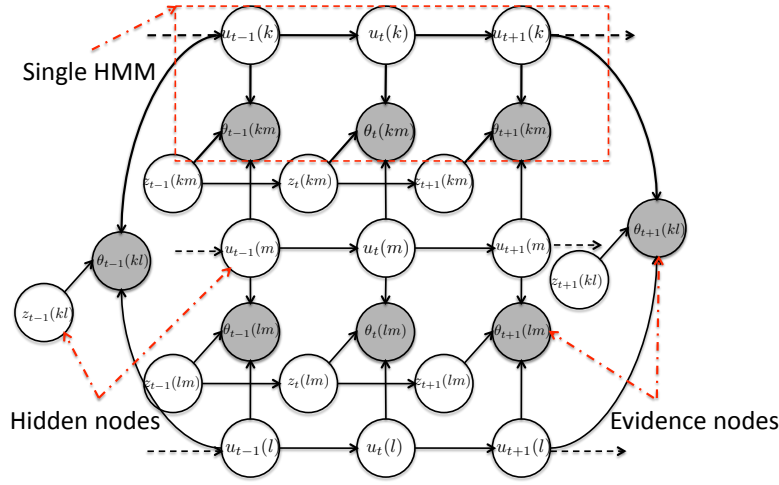 u_{t-1}(k) u_t(k) u_{t+1}(k)
Single HMM
θ_{t-1}(km) θ_t(km) θ_{t+1}(km)
z_{t-1}(km) z_t(km) z_{t+1}(km)
θ_{t+1}(kl)
u_{t-1}(m) u_t(m) u_{t+1}(m)
θ_{t-1}(kl)
z_{t+1}(kl)
z_{t-1}(kl)
θ_{t-1}(lm) θ_t(lm) θ_{t+1}(lm)
z_{t-1}(lm) z_t(lm) z_{t+1}(lm)
Hidden nodes Evidence nodes
u_{t-1}(l) u_t(l) u_{t+1}(l)